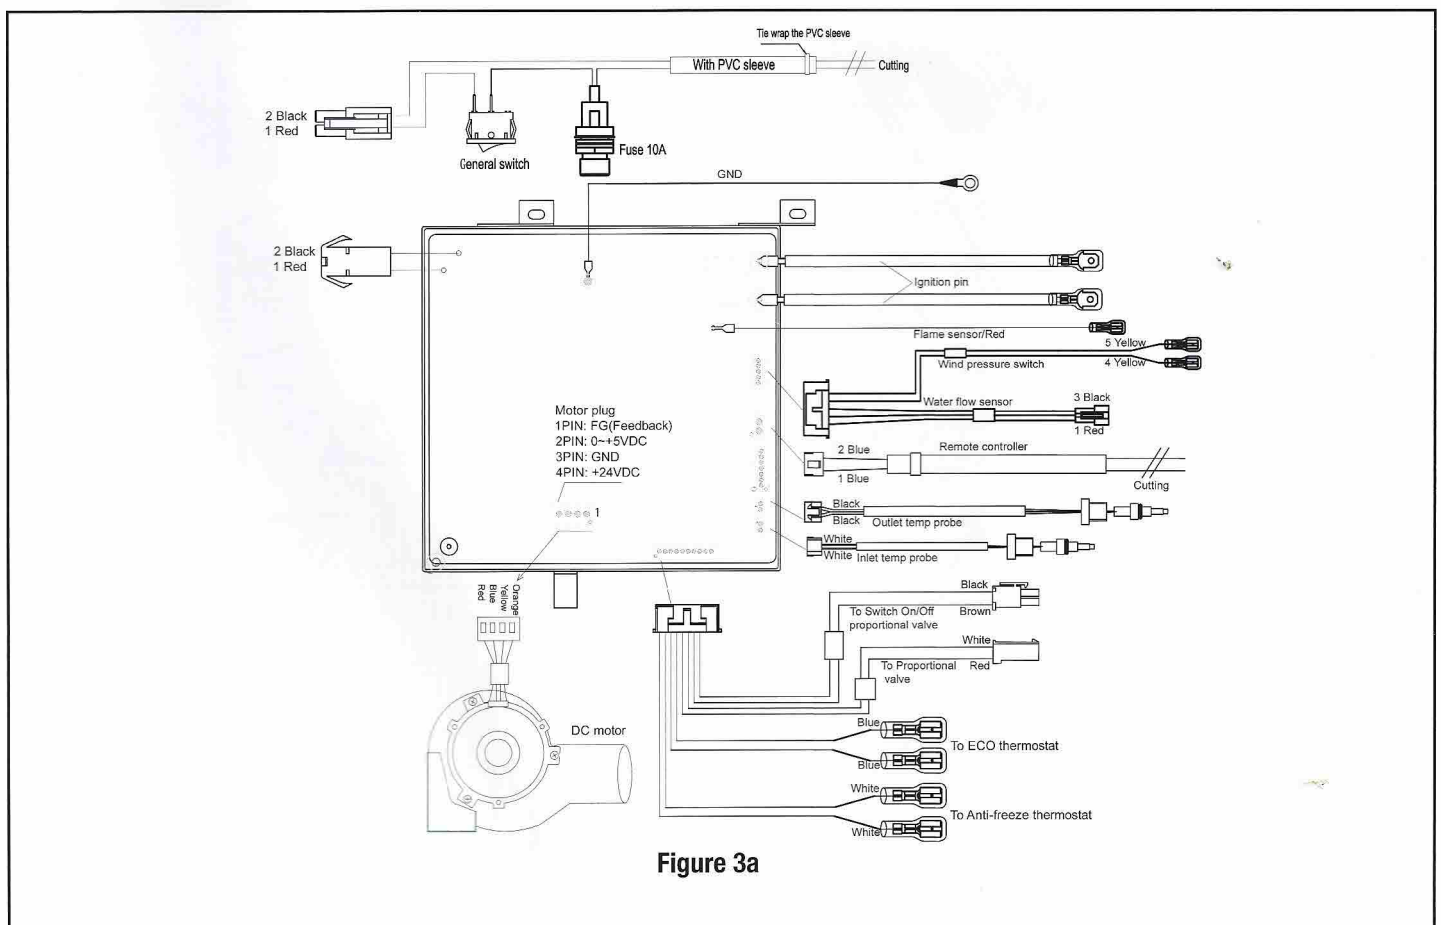 Tie wrap the PVC sleeve
With PVC sleeve
Cutting
2 Black
1 Red
General switch
Fuse 10A
GND
2 Black
1 Red
Ignition pin
Flame sensor/Red
5 Yellow
Wind pressure switch
4 Yellow
Water flow sensor
3 Black
1 Red
Motor plug
1PIN: FG(Feedback)
2PIN: 0~+5VDC
3PIN: GND
4PIN: +24VDC
1
2 Blue
Remote controller
1 Blue
Cutting
Black
Black
Outlet temp probe
White
White
Inlet temp probe
Orange
Yellow
Blue
Red
Black
To Switch On/Off
proportional valve
Brown
White
To Proportional
valve
Red
DC motor
Blue
To ECO thermostat
Blue
White
To Anti-freeze thermostat
White
Figure 3a